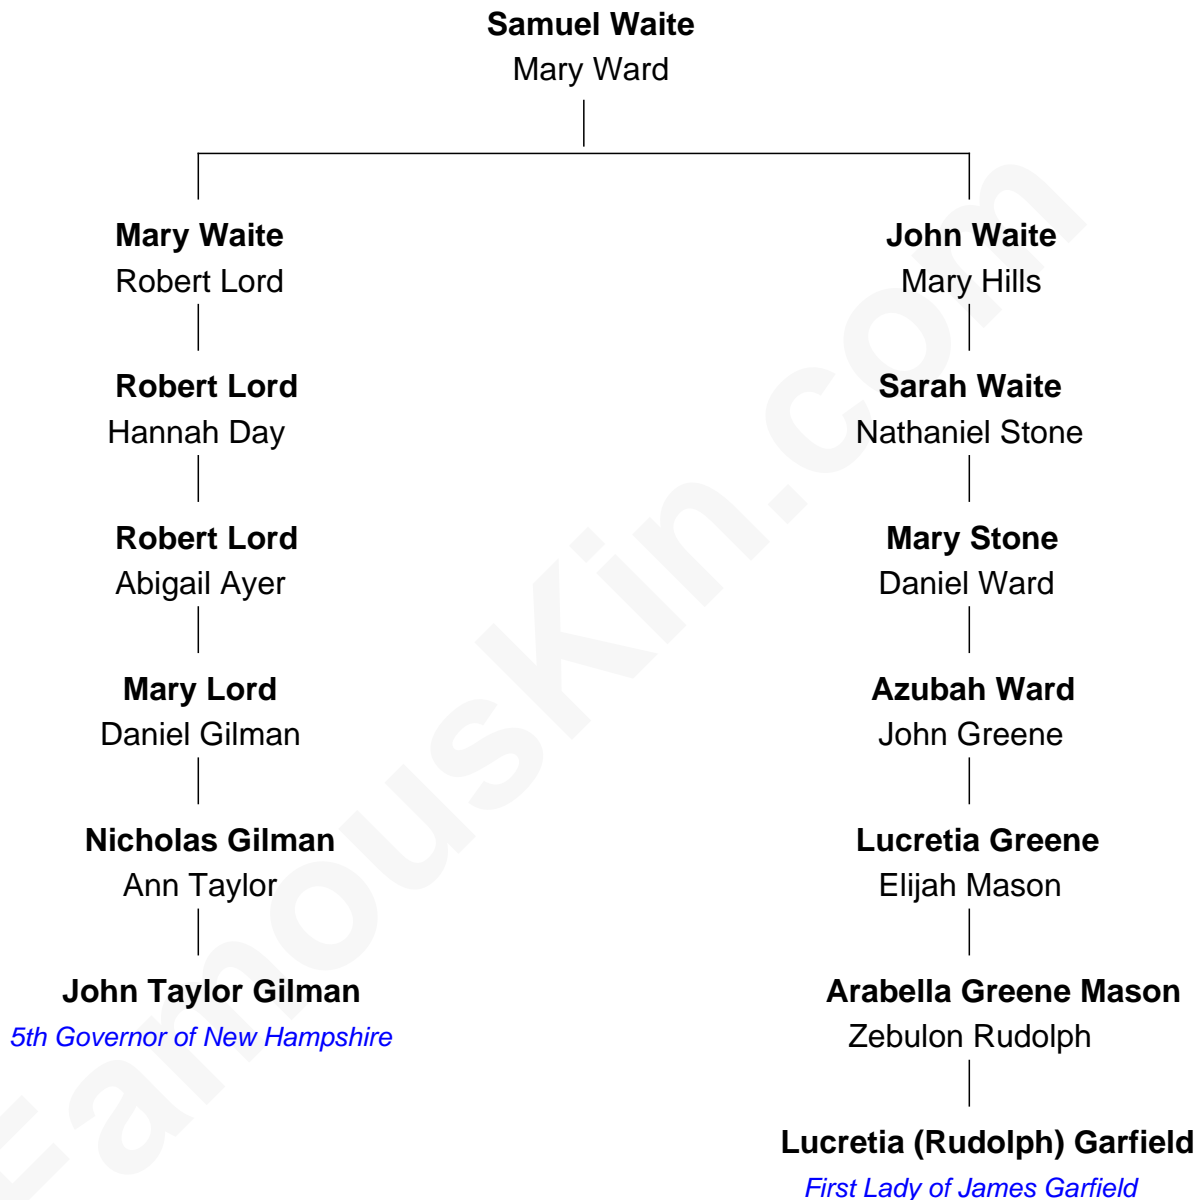 Samuel Waite
Mary Ward
Mary Waite
Robert Lord
John Waite
Mary Hills
Robert Lord
Hannah Day
Sarah Waite
Nathaniel Stone
Robert Lord
Abigail Ayer
Mary Stone
Daniel Ward
Mary Lord
Daniel Gilman
Azubah Ward
John Greene
Nicholas Gilman
Ann Taylor
Lucretia Greene
Elijah Mason
John Taylor Gilman
5th Governor of New Hampshire
Arabella Greene Mason
Zebulon Rudolph
Lucretia (Rudolph) Garfield
First Lady of James Garfield
FamousKin.com